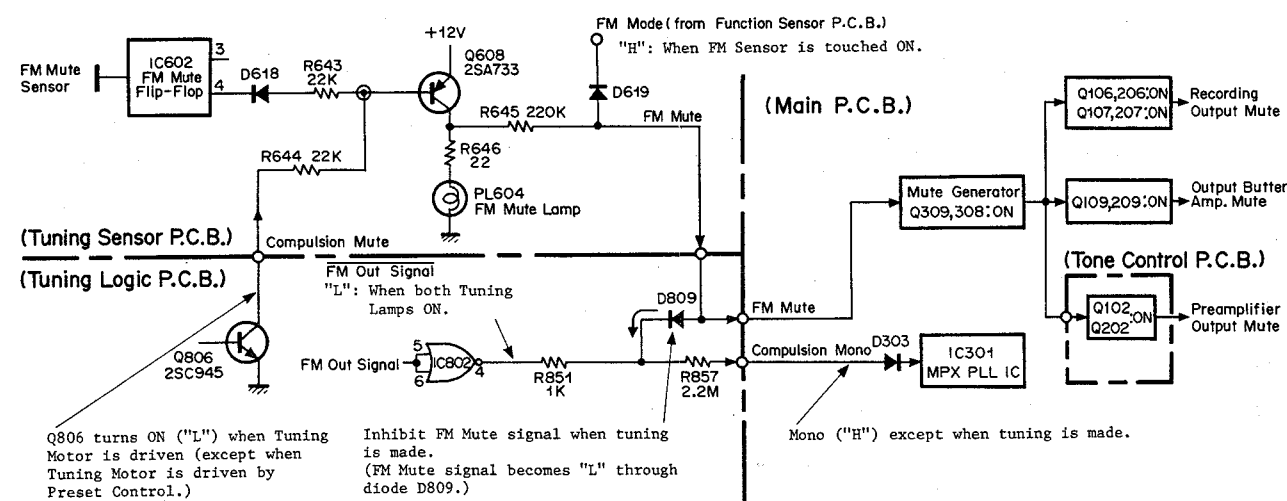 FM Mode (from Function Sensor P.C.B.)
"H": When FM Sensor is touched ON.
+12V
Q608
2SA733
FM Mute
Sensor
IC602
FM Mute
Flip-Flop
3
4
D618
R643
22K
D619
R645 220K
FM Mute
R646
22
R644 22K
PL604
FM Mute Lamp
(Main P.C.B.)
Q106,206:ON
Q107,207:ON
Recording
Output Mute
Mute Generator
Q309,308:ON
Q109,209:ON
Output Butter
Amp. Mute
(Tuning Sensor P.C.B.)
Compulsion Mute
(Tuning Logic P.C.B.)
FM Out Signal
"L": When both Tuning
Lamps ON.
D809
FM Mute
(Tone Control P.C.B.)
Q102
Q202
:ON
Preamplifier
Output Mute
Q806
2SC945
FM Out Signal
5
6
IC802
4
R851
1K
R857
2.2M
Compulsion Mono
D303
IC301
MPX PLL IC
Q806 turns ON ("L") when Tuning
Motor is driven (except when
Tuning Motor is driven by
Preset Control.)
Inhibit FM Mute signal when tuning
is made.
(FM Mute signal becomes "L" through
diode D809.)
Mono ("H") except when tuning is made.